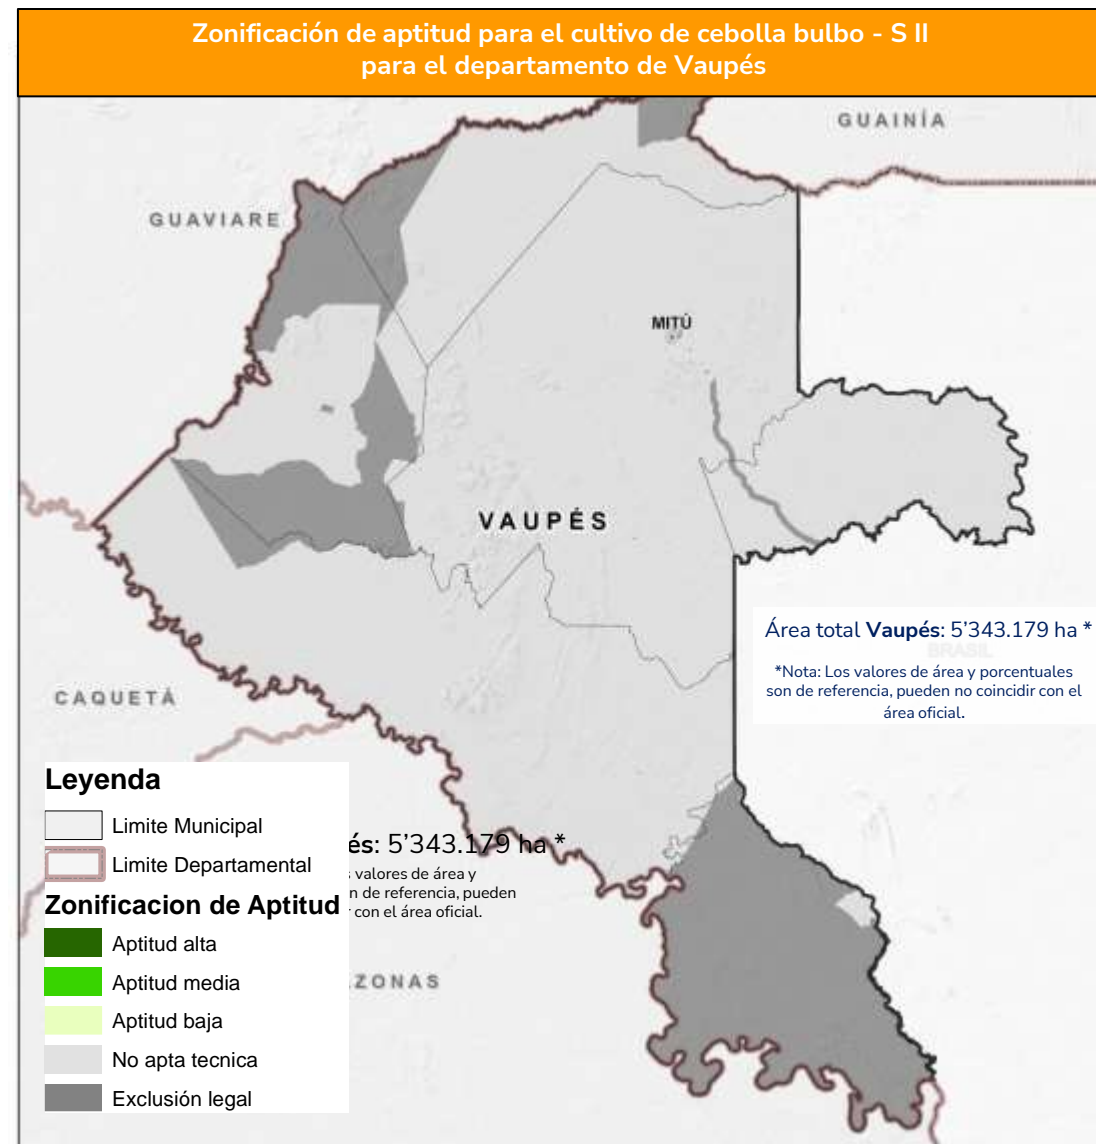 Zonificación de aptitud para el cultivo de cebolla bulbo - S II
para el departamento de Vaupés
GUAINÍA
GUAVIARE
MITÚ
VAUPÉS
Área total Vaupés: 5’343.179 ha *
BRASIL
*Nota: Los valores de área y porcentuales
son de referencia, pueden no coincidir con el
área oficial.
CAQUETÁ
Leyenda
Limite Municipal
Limite Departamental
és: 5’343.179 ha *
valores de área y
n de referencia, pueden
con el área oficial.
Zonificacion de Aptitud
Aptitud alta
Aptitud media
Aptitud baja
No apta tecnica
Exclusión legal
ZONAS